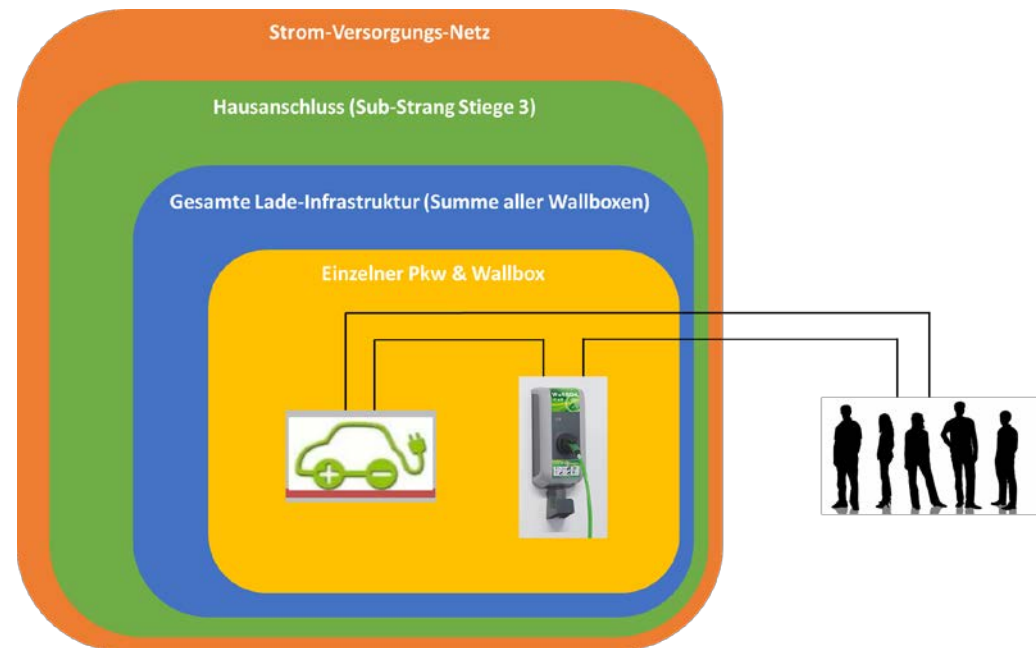 Strom-Versorgungs-Netz
Hausanschluss (Sub-Strang Stiege 3)
Gesamte Lade-Infrastruktur (Summe aller Wallboxen)
Einzelner Pkw & Wallbox